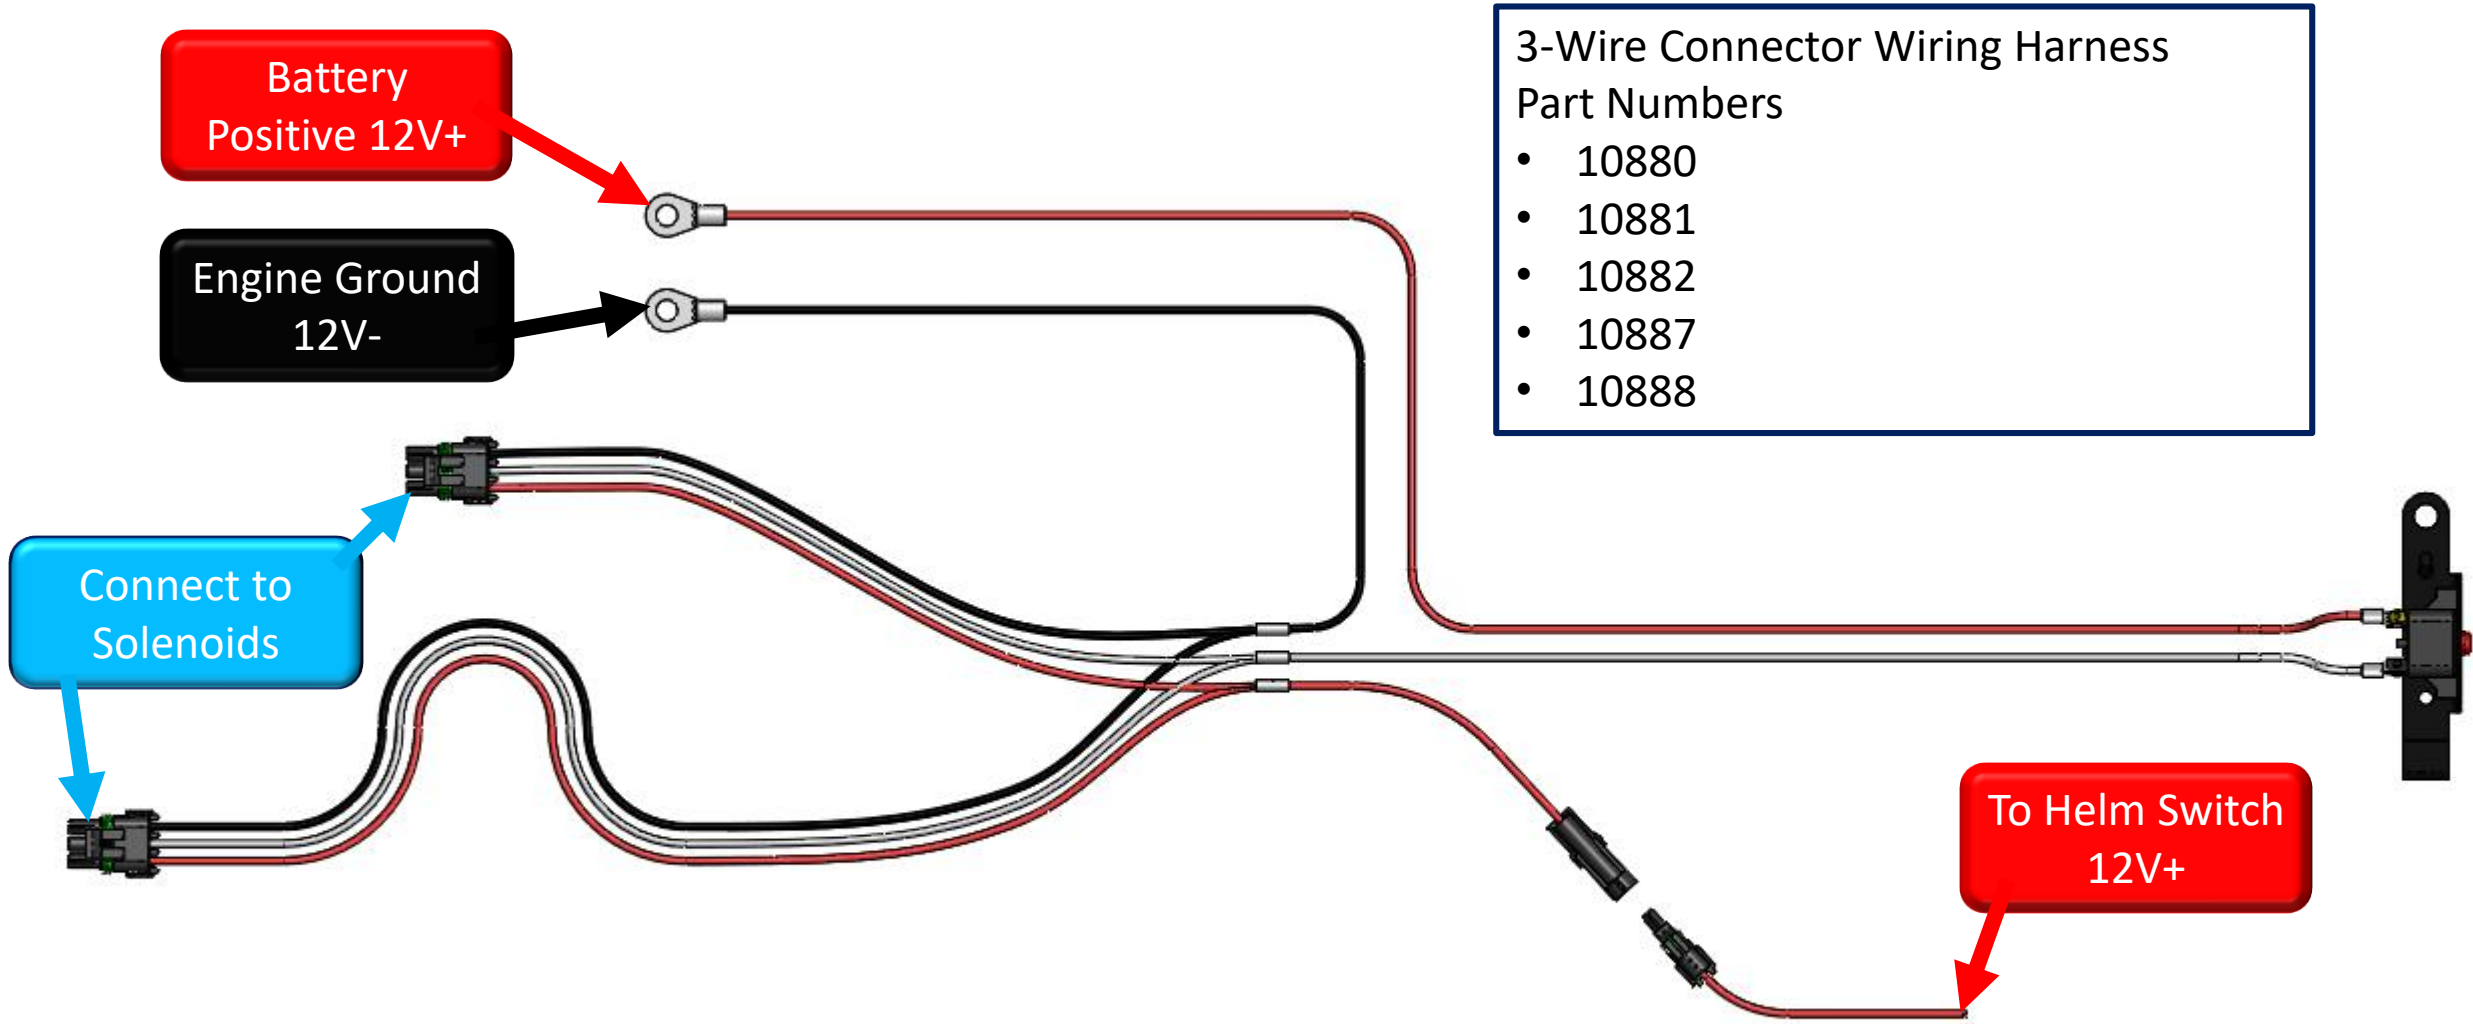 Battery
Positive 12V+
Engine Ground
12V-
Connect to
Solenoids
3-Wire Connector Wiring Harness
Part Numbers
• 10880
• 10881
• 10882
• 10887
• 10888
To Helm Switch
12V+